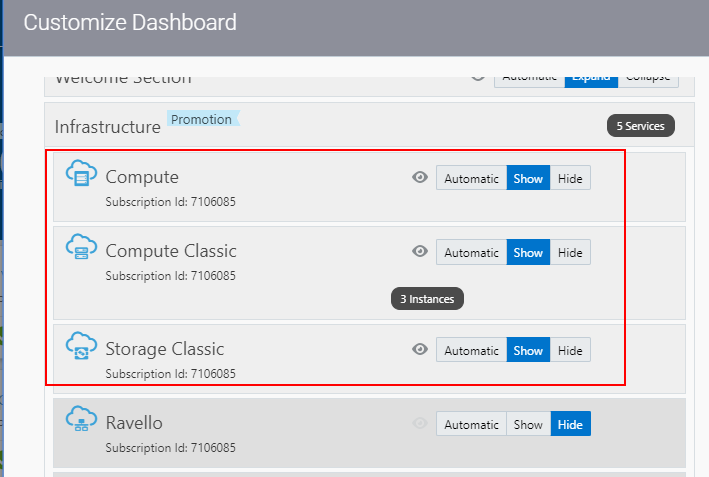 Customize Dashboard
Welcome Section Automatic Expand Collapse
Infrastructure Promotion 5 Services
Compute Automatic Show Hide
Subscription Id: 7106085
Compute Classic Automatic Show Hide
Subscription Id: 7106085
3 Instances
Storage Classic Automatic Show Hide
Subscription Id: 7106085
Ravello Automatic Show Hide
Subscription Id: 7106085